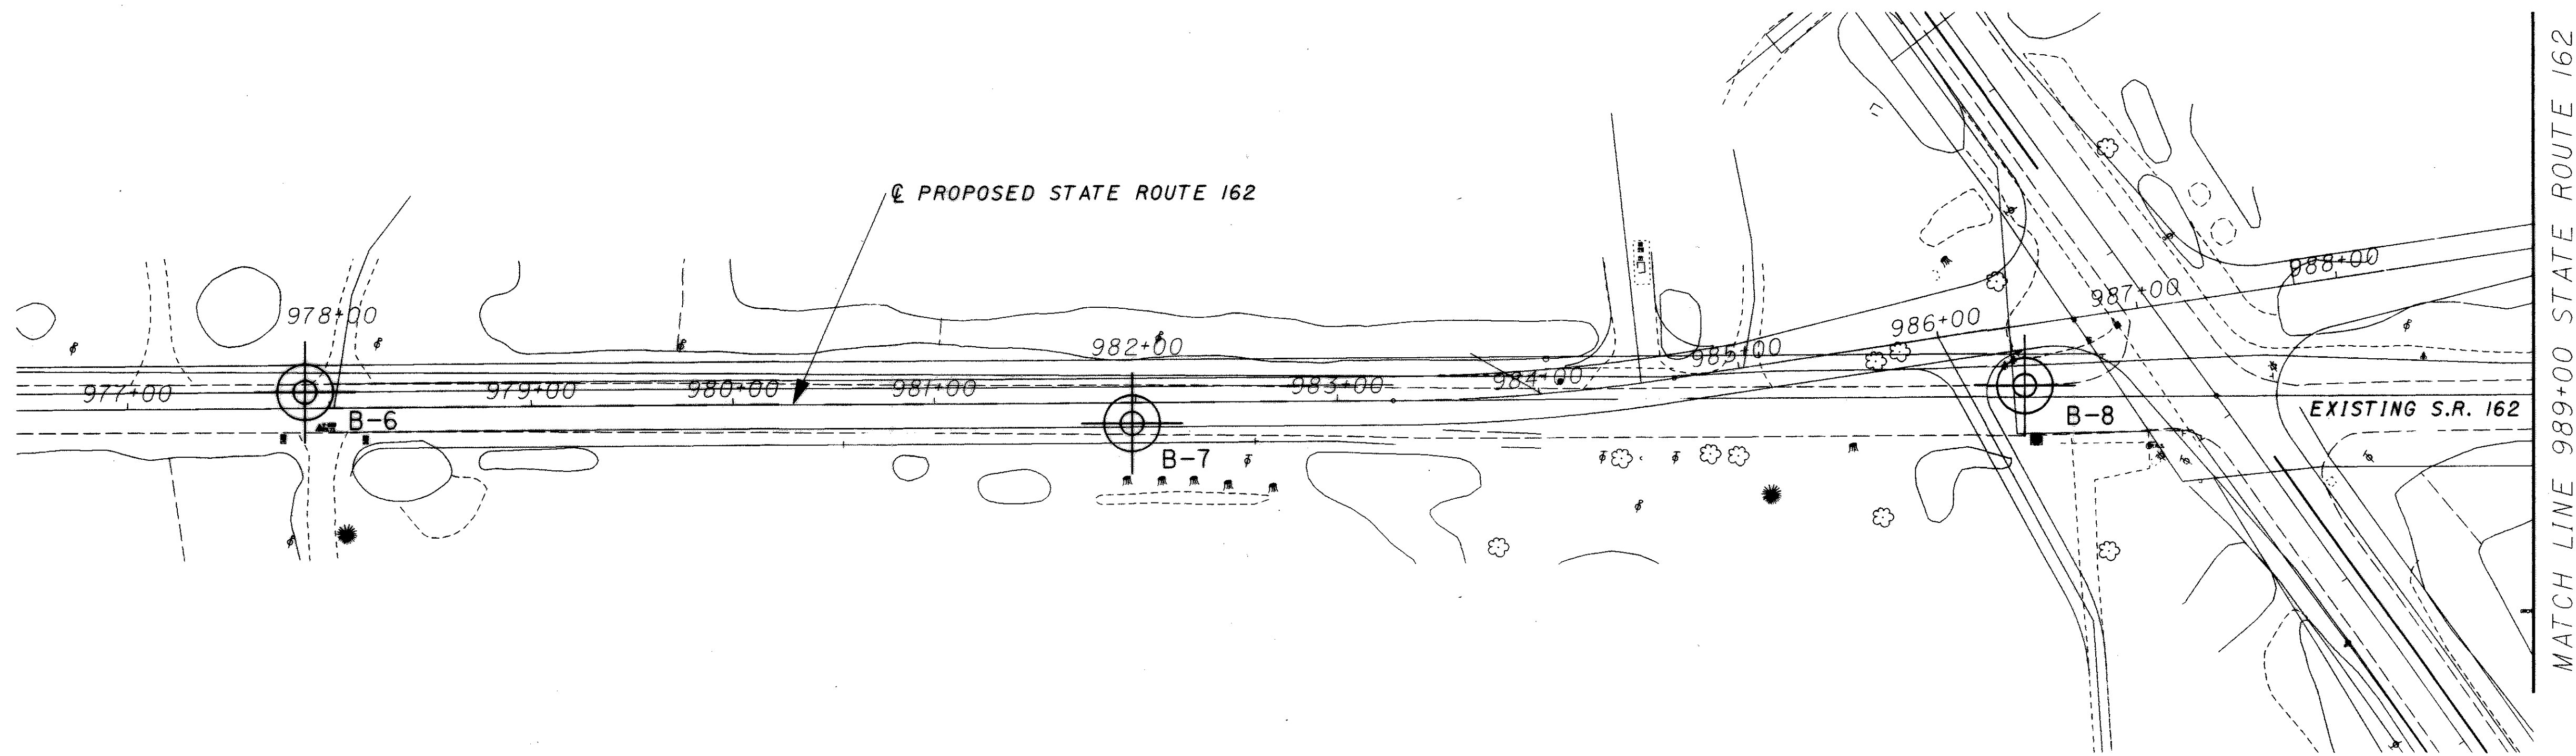 ℄ PROPOSED STATE ROUTE 162
977+00
978+00
979+00
980+00
981+00
982+00
983+00
984+00
985+00
986+00
987+00
988+00
B-6
B-7
B-8
EXISTING S.R. 162
MATCH LINE 989+00 STATE ROUTE 162